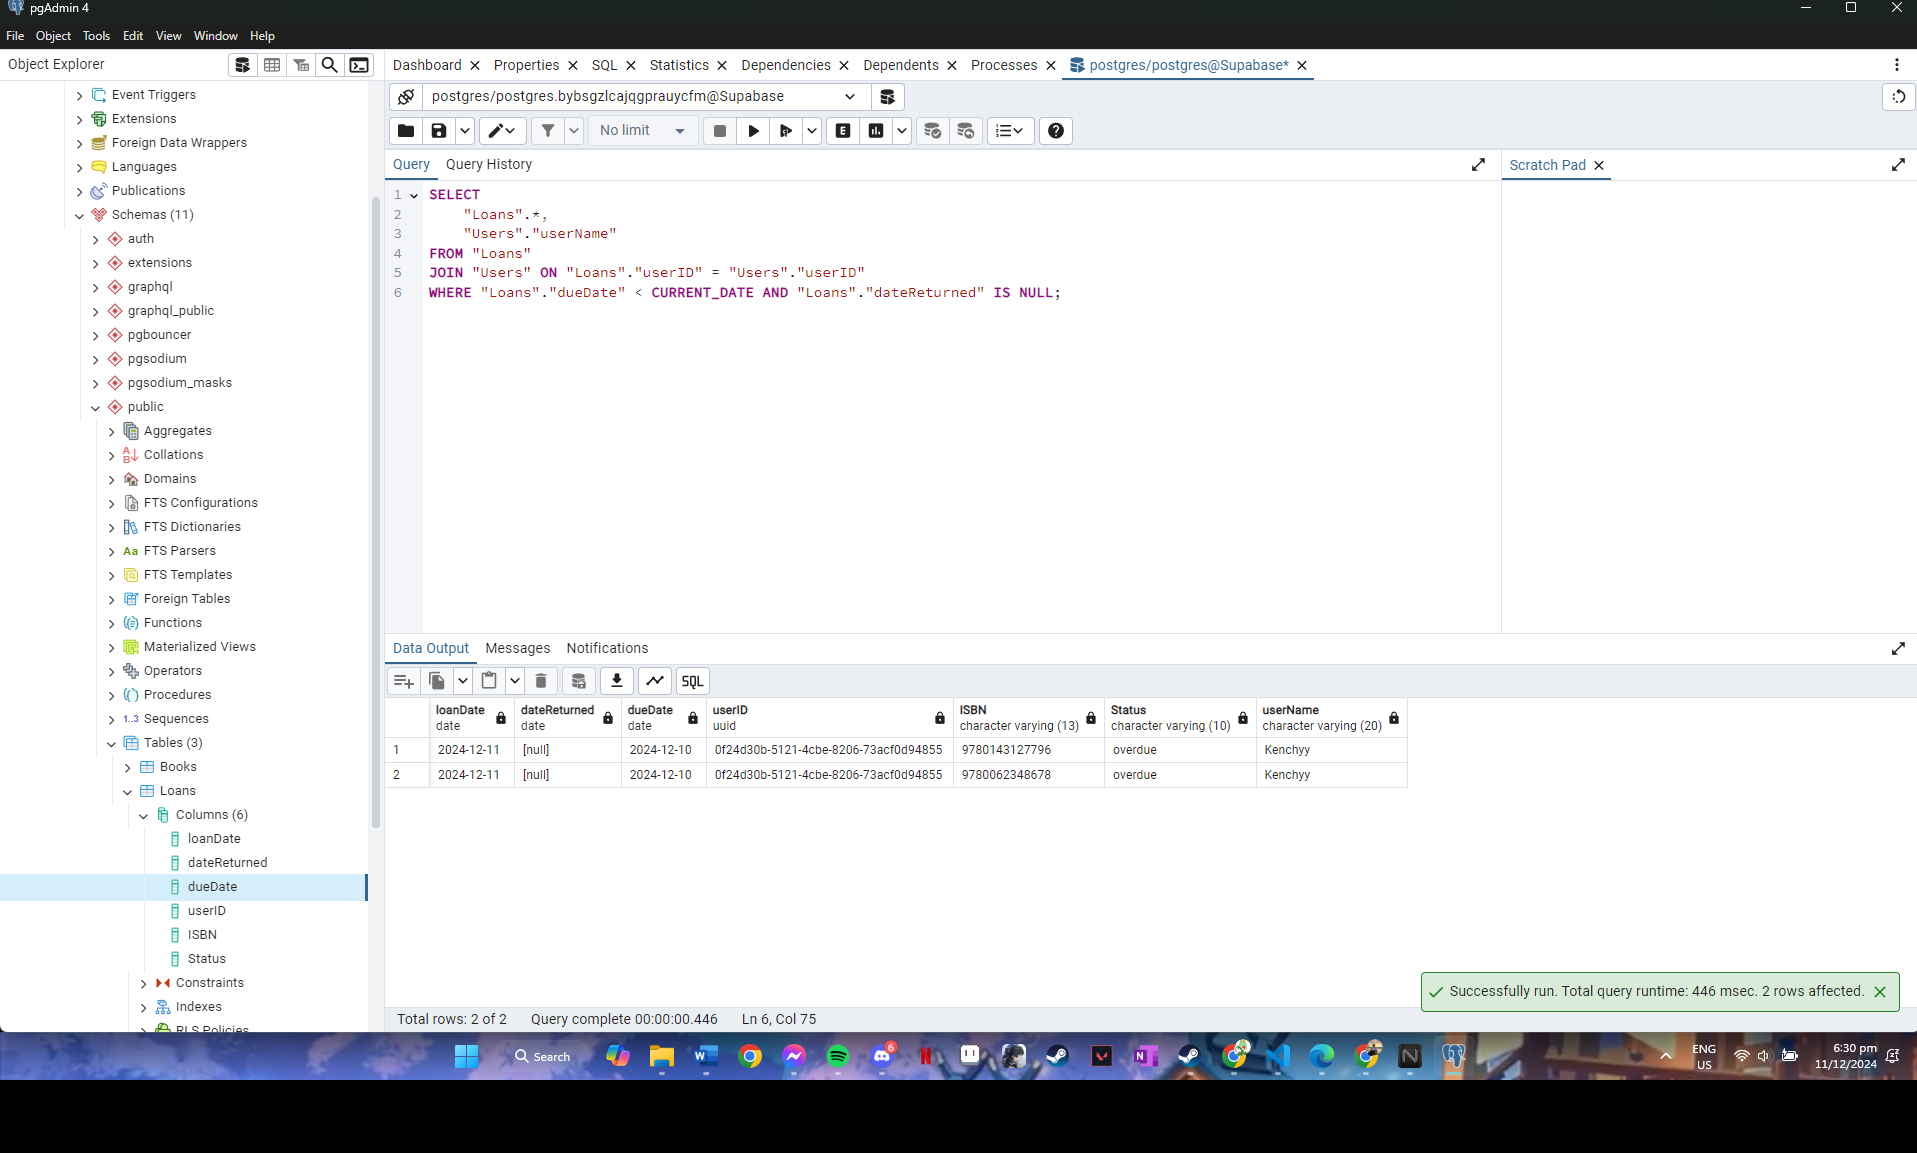 pgAdmin 4
File Object Tools Edit View Window Help
Object Explorer
Dashboard Properties SQL Statistics Dependencies Dependents Processes postgres/postgres@Supabase*
postgres/postgres.bybsgzlcajqgprauycfm@Supabase
No limit
E
Query Query History
Scratch Pad
Event Triggers
Extensions
Foreign Data Wrappers
Languages
Publications
Schemas (11)
auth
extensions
graphql
graphql_public
pgbouncer
pgsodium
pgsodium_masks
public
Aggregates
Collations
Domains
FTS Configurations
FTS Dictionaries
Aa FTS Parsers
FTS Templates
Foreign Tables
Functions
Materialized Views
Operators
Procedures
1..3 Sequences
Tables (3)
Books
Loans
Columns (6)
loanDate
dateReturned
dueDate
userID
ISBN
Status
Constraints
Indexes
RLS Policies
1 SELECT
2 "Loans".*,
3 "Users"."userName"
4 FROM "Loans"
5 JOIN "Users" ON "Loans"."userID" = "Users"."userID"
6 WHERE "Loans"."dueDate" < CURRENT_DATE AND "Loans"."dateReturned" IS NULL;
Data Output Messages Notifications
SQL
loanDate dateReturned dueDate userID ISBN Status userName
date date date uuid character varying (13) character varying (10) character varying (20)
1 2024-12-11 [null] 2024-12-10 0f24d30b-5121-4cbe-8206-73acf0d94855 9780143127796 overdue Kenchyy
2 2024-12-11 [null] 2024-12-10 0f24d30b-5121-4cbe-8206-73acf0d94855 9780062348678 overdue Kenchyy
Successfully run. Total query runtime: 446 msec. 2 rows affected.
Total rows: 2 of 2 Query complete 00:00:00.446 Ln 6, Col 75
Search
6
ENG
US
6:30 pm
11/12/2024